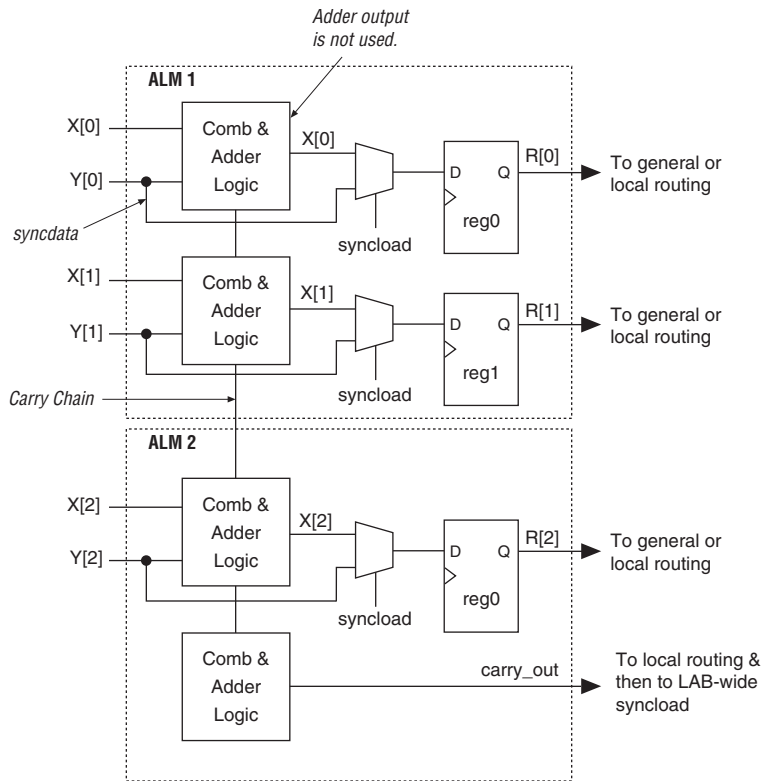 Adder output
is not used.
ALM 1
X[0]
Comb &
Adder
Logic
X[0]
Y[0]
syncdata
syncload
D Q
reg0
R[0]
To general or
local routing
X[1]
Comb &
Adder
Logic
X[1]
Y[1]
syncload
D Q
reg1
R[1]
To general or
local routing
Carry Chain
ALM 2
X[2]
Comb &
Adder
Logic
X[2]
Y[2]
syncload
D Q
reg0
R[2]
To general or
local routing
Comb &
Adder
Logic
carry_out
To local routing &
then to LAB-wide
syncload